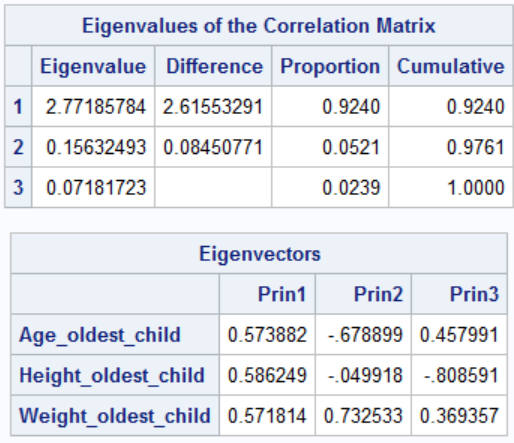 Eigenvalues of the Correlation Matrix
Eigenvalue Difference Proportion Cumulative
1 2.77185784 2.61553291 0.9240 0.9240
2 0.15632493 0.08450771 0.0521 0.9761
3 0.07181723 0.0239 1.0000
Eigenvectors
Prin1 Prin2 Prin3
Age_oldest_child 0.573882 -.678899 0.457991
Height_oldest_child 0.586249 -.049918 -.808591
Weight_oldest_child 0.571814 0.732533 0.369357